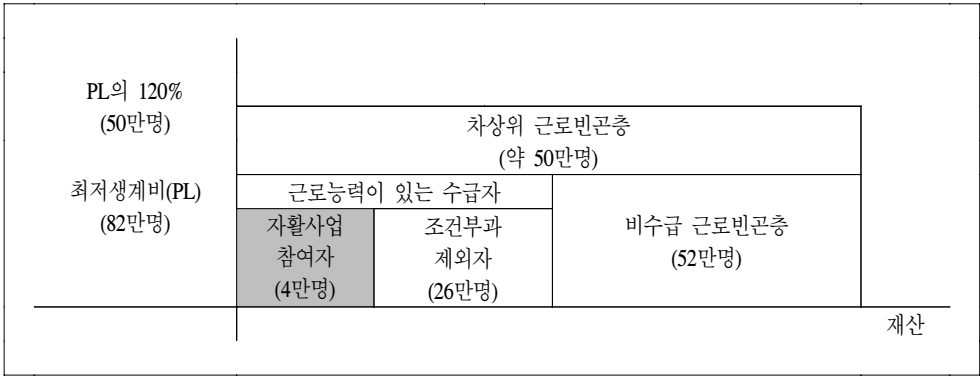 PL의 120%
(50만명)
차상위 근로빈곤층
(약 50만명)
최저생계비(PL)
(82만명)
근로능력이 있는 수급자
자활사업
참여자
(4만명)
조건부과
제외자
(26만명)
비수급 근로빈곤층
(52만명)
재산